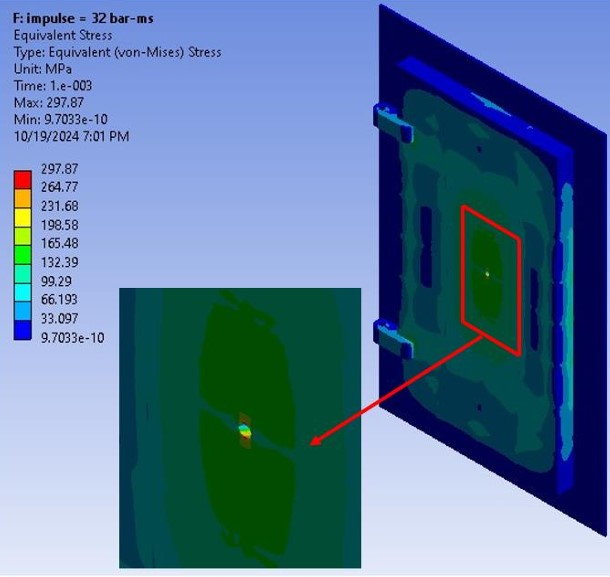 F: impulse = 32 bar-ms
Equivalent Stress
Type: Equivalent (von-Mises) Stress
Unit: MPa
Time: 1.e-003
Max: 297.87
Min: 9.7033e-10
10/19/2024 7:01 PM
297.87
264.77
231.68
198.58
165.48
132.39
99.29
66.193
33.097
9.7033e-10